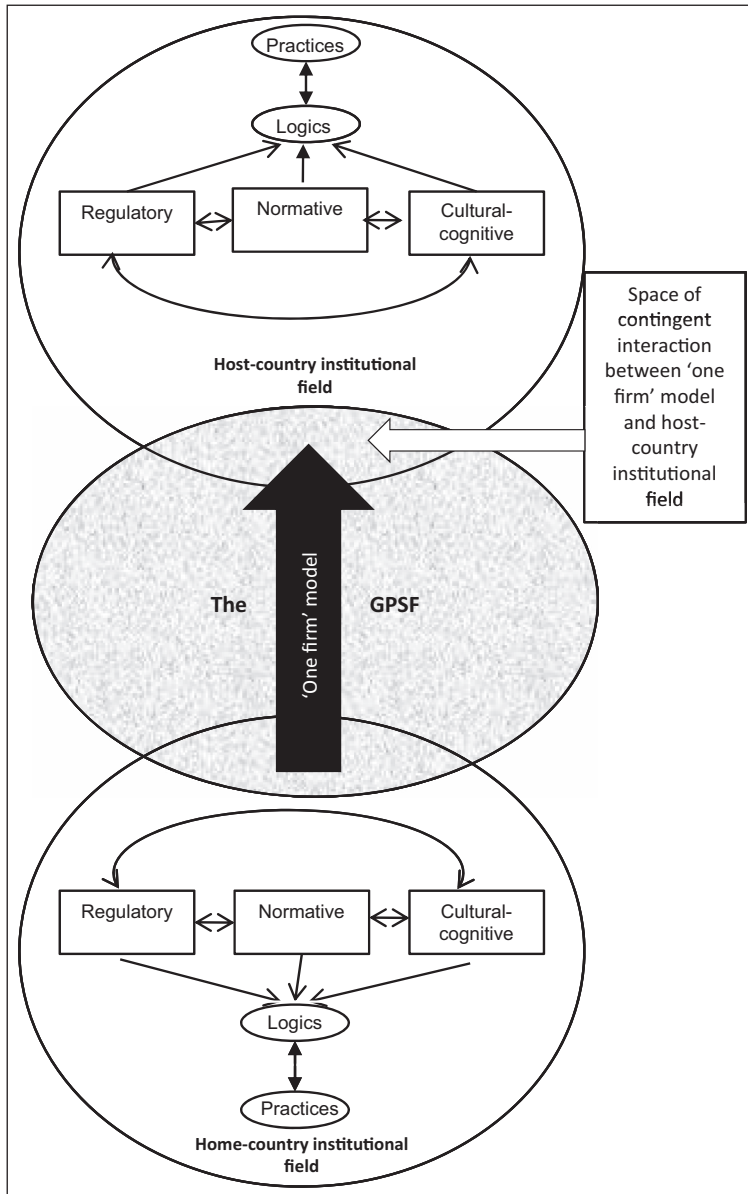 Practices
Logics
Regulatory
Normative
Cultural-
cognitive
Host-country institutional
field
Space of
contingent
interaction
between ‘one
firm’ model
and host-
country
institutional
field
The
‘One firm’ model
GPSF
Regulatory
Normative
Cultural-
cognitive
Logics
Practices
Home-country institutional
field